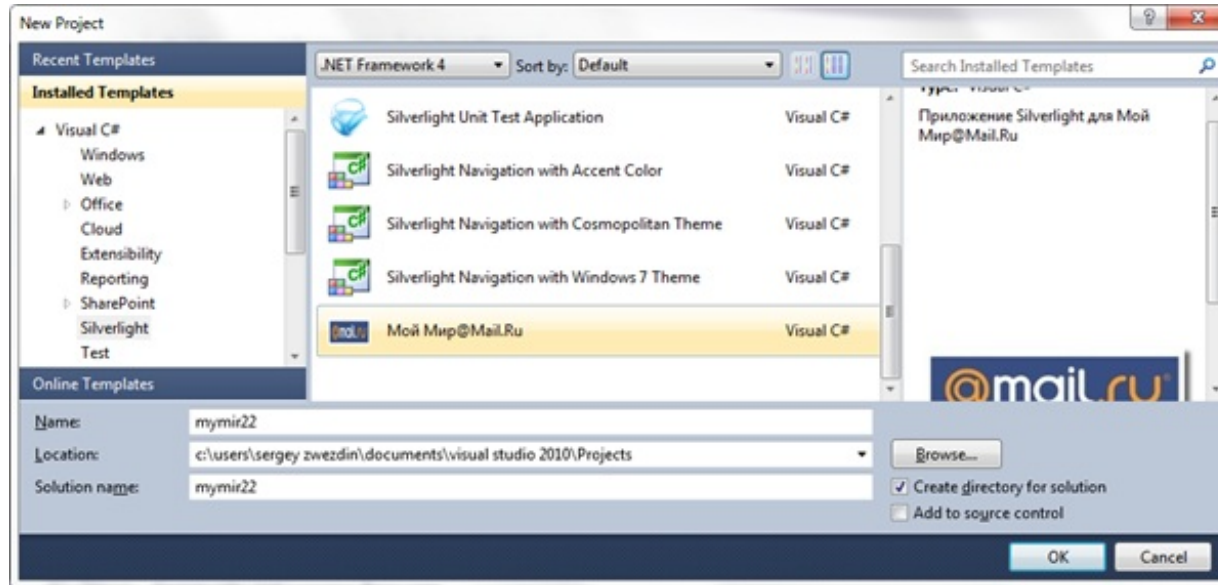 New Project
Recent Templates
Installed Templates
Visual C#
Windows
Web
Office
Cloud
Extensibility
Reporting
SharePoint
Silverlight
Test
Online Templates
.NET Framework 4
Sort by: Default
Silverlight Unit Test Application Visual C#
Silverlight Navigation with Accent Color Visual C#
Silverlight Navigation with Cosmopolitan Theme Visual C#
Silverlight Navigation with Windows 7 Theme Visual C#
Мой Мир@Mail.Ru Visual C#
Search Installed Templates
Type: Visual C#
Приложение Silverlight для Мой
Мир@Mail.Ru
@mail.ru
Name: mymir22
Location: c:\users\sergey zwezdin\documents\visual studio 2010\Projects
Browse...
Solution name: mymir22
Create directory for solution
Add to source control
OK Cancel